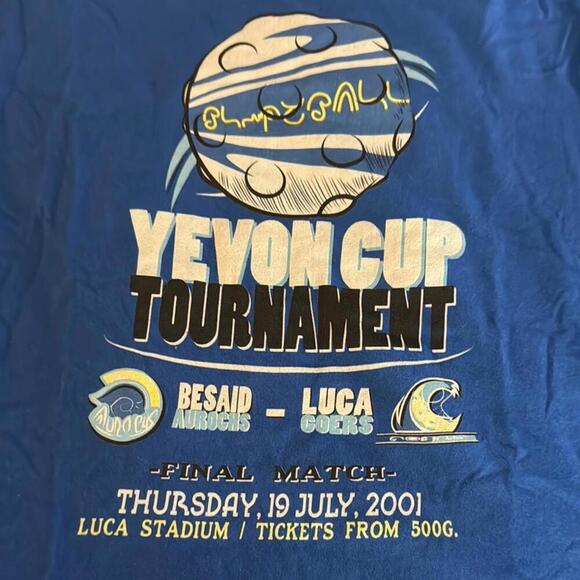 YEVON CUP
TOURNAMENT
BESAID AUROCHS - LUCA GOERS
-FINAL MATCH-
THURSDAY, 19 JULY, 2001
LUCA STADIUM / TICKETS FROM 500G.